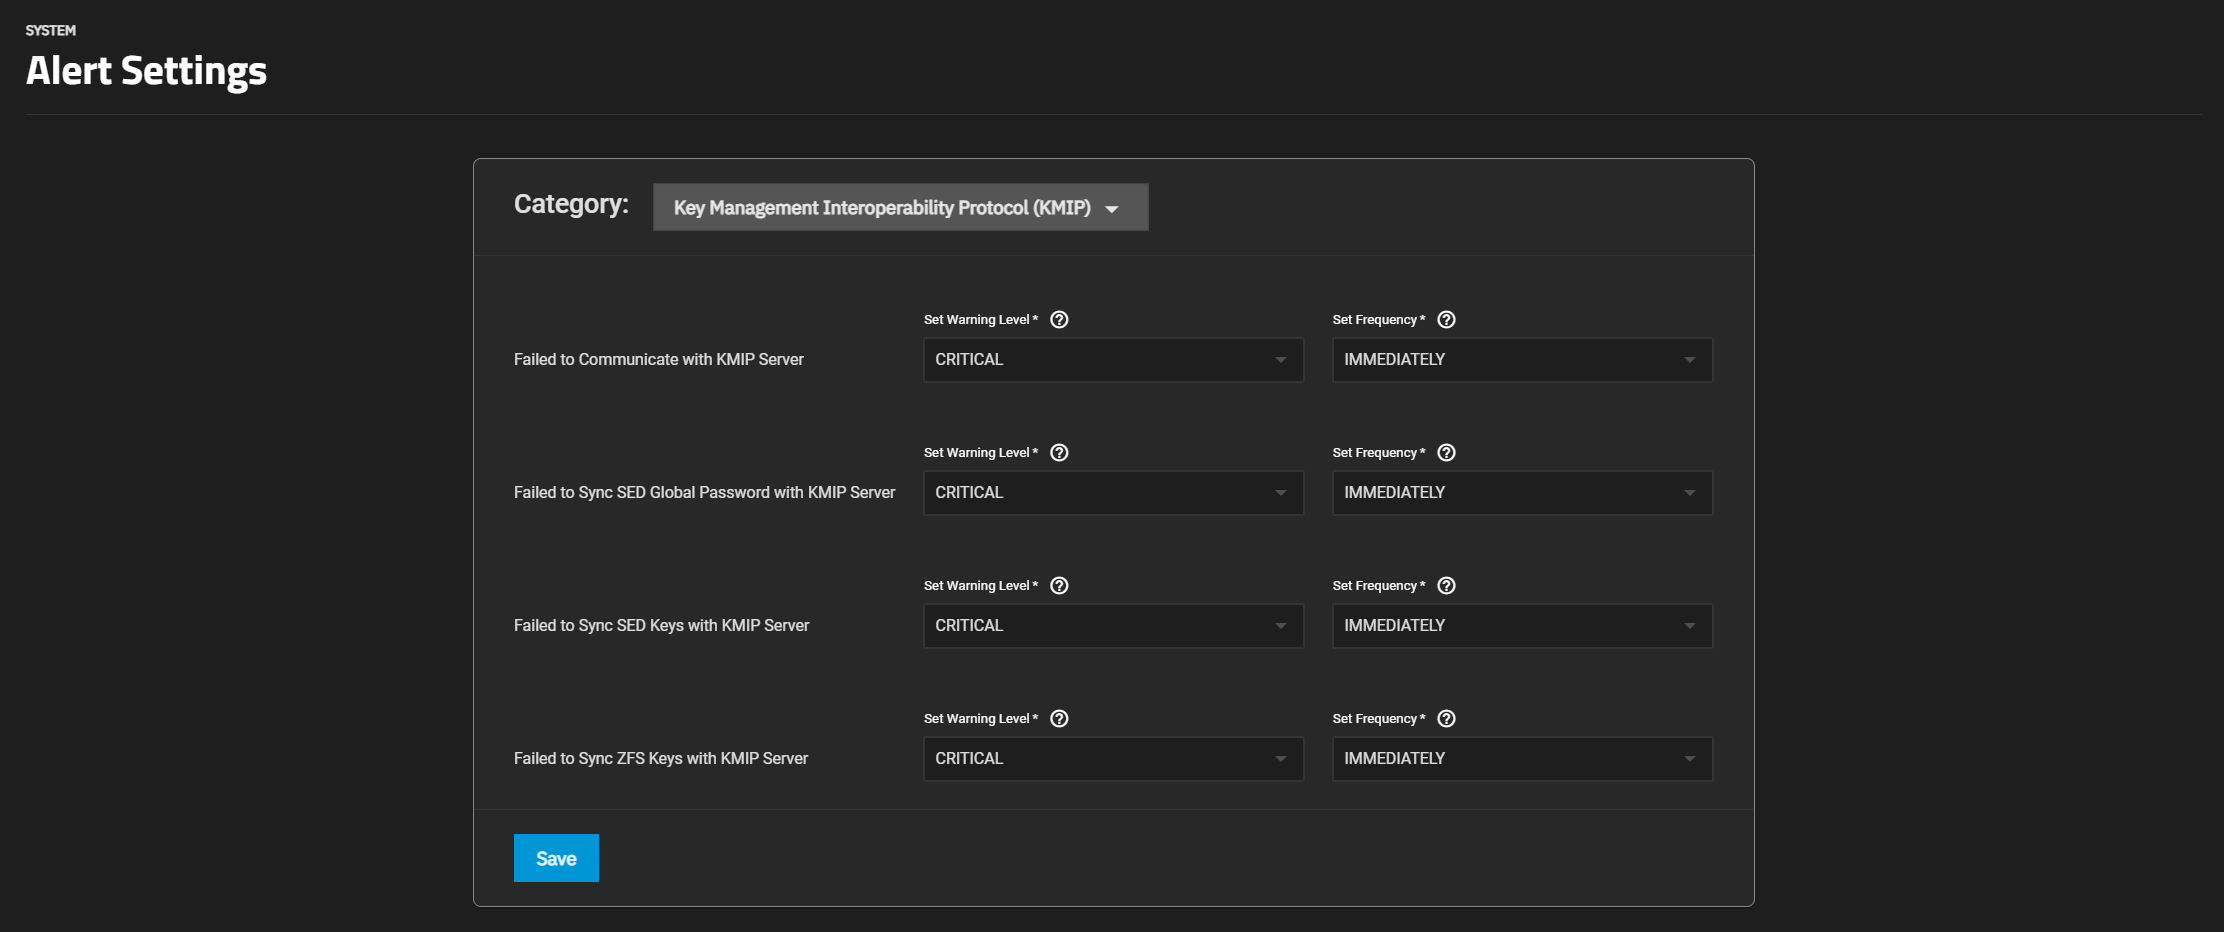 SYSTEM
Alert Settings
Category: Key Management Interoperability Protocol (KMIP)
Set Warning Level * Set Frequency *
Failed to Communicate with KMIP Server CRITICAL IMMEDIATELY
Set Warning Level * Set Frequency *
Failed to Sync SED Global Password with KMIP Server CRITICAL IMMEDIATELY
Set Warning Level * Set Frequency *
Failed to Sync SED Keys with KMIP Server CRITICAL IMMEDIATELY
Set Warning Level * Set Frequency *
Failed to Sync ZFS Keys with KMIP Server CRITICAL IMMEDIATELY
Save